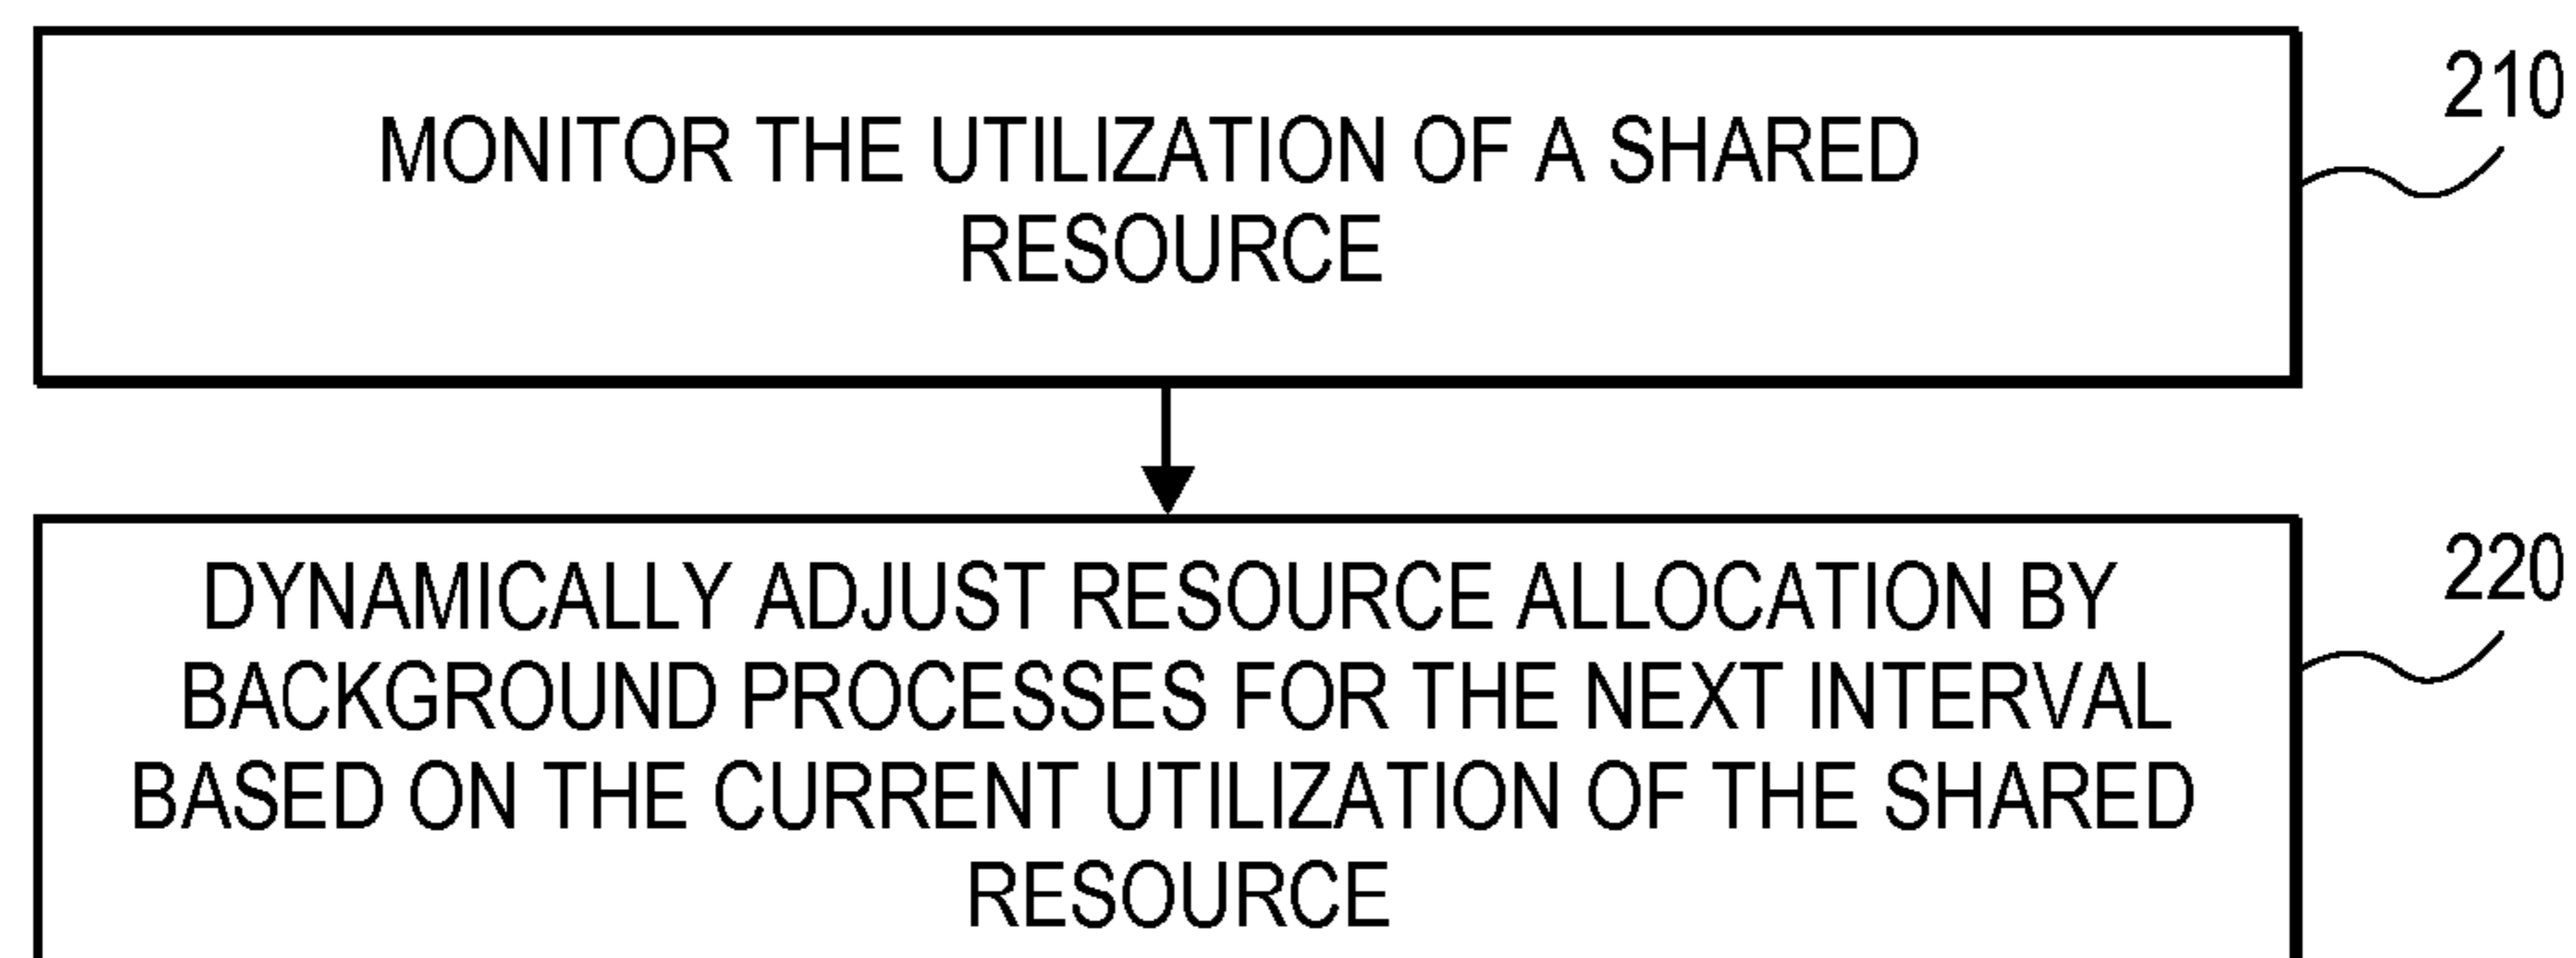 MONITOR THE UTILIZATION OF A SHARED
RESOURCE
210
DYNAMICALLY ADJUST RESOURCE ALLOCATION BY
BACKGROUND PROCESSES FOR THE NEXT INTERVAL
BASED ON THE CURRENT UTILIZATION OF THE SHARED
RESOURCE
220